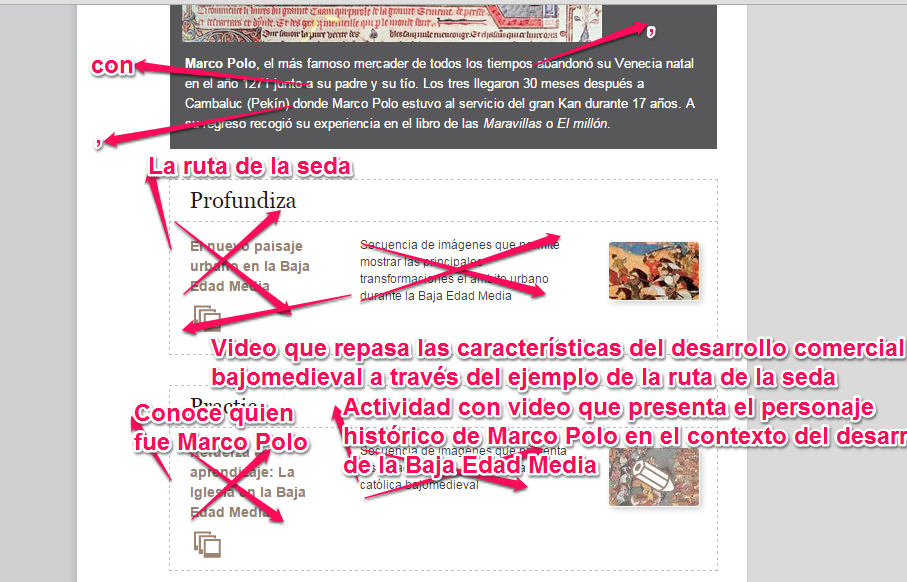 ,
con
Marco Polo, el más famoso mercader de todos los tiempos abandonó su Venecia natal
en el año 1271 junto a su padre y su tío. Los tres llegaron 30 meses después a
Cambaluc (Pekín) donde Marco Polo estuvo al servicio del gran Kan durante 17 años. A
su regreso recogió su experiencia en el libro de las Maravillas o El millón.
,
La ruta de la seda
Profundiza
El nuevo paisaje
urbano en la Baja
Edad Media
Secuencia de imágenes que permite
mostrar las principales
transformaciones el ámbito urbano
durante la Baja Edad Media
Video que repasa las características del desarrollo comercial
bajomedieval a través del ejemplo de la ruta de la seda
Practica
Conoce quien
fue Marco Polo
Actividad con video que presenta el personaje
histórico de Marco Polo en el contexto del desarr
de la Baja Edad Media
Refuerza
aprendizaje: La
Iglesia en la Baja
Edad Media
Secuencia de imágenes que presenta
católica bajomedieval